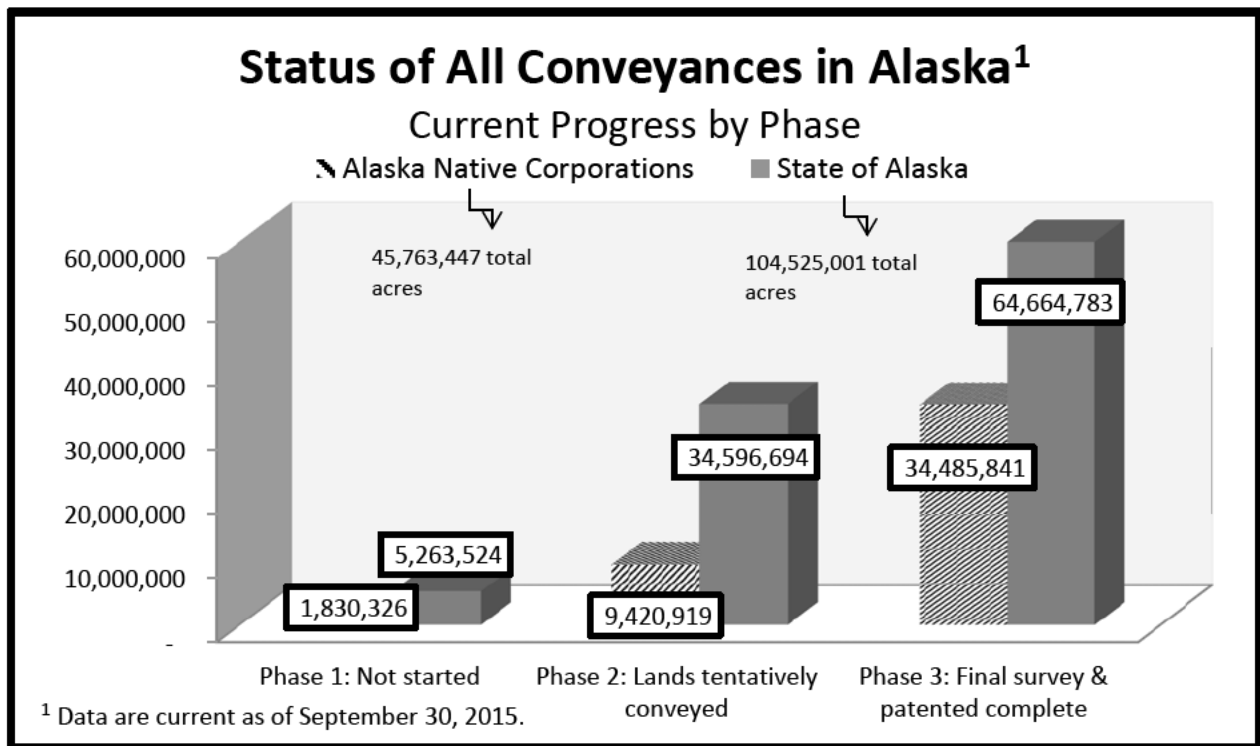 Status of All Conveyances in Alaska¹
Current Progress by Phase
Alaska Native Corporations State of Alaska
45,763,447 total
acres
104,525,001 total
acres
60,000,000
50,000,000
40,000,000
30,000,000
20,000,000
10,000,000
-
1,830,326
5,263,524
9,420,919
34,596,694
34,485,841
64,664,783
Phase 1: Not started
Phase 2: Lands tentatively
conveyed
Phase 3: Final survey &
patented complete
¹ Data are current as of September 30, 2015.